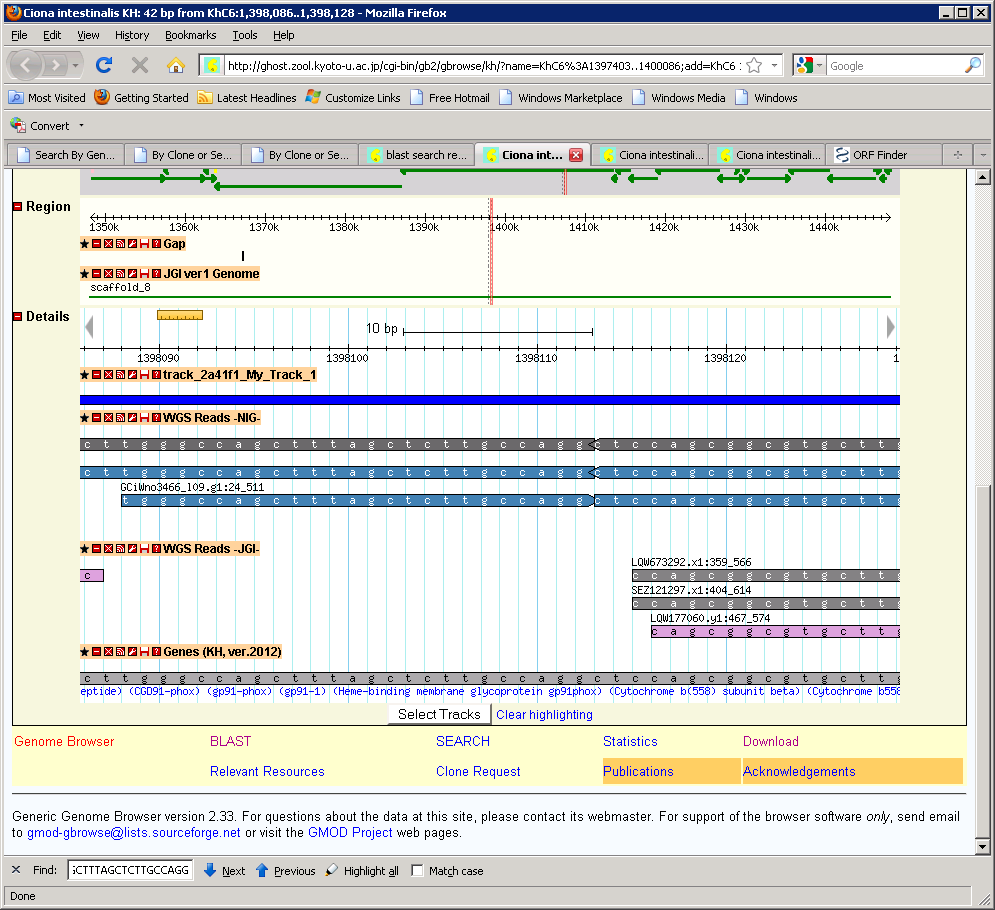 Ciona intestinalis KH: 42 bp from KhC6:1,398,086..1,398,128 - Mozilla Firefox
File Edit View History Bookmarks Tools Help
http://ghost.zool.kyoto-u.ac.jp/cgi-bin/gb2/gbrowse/kh/?name=KhC6%3A1397403..1400086;add=KhC6 Google
Most Visited Getting Started Latest Headlines Customize Links Free Hotmail Windows Marketplace Windows Media Windows
Convert
Search By Gen... By Clone or Se... By Clone or Se... blast search re... Ciona int... Ciona intestinali... Ciona intestinali... ORF Finder
Region
1350k 1360k 1370k 1380k 1390k 1400k 1410k 1420k 1430k 1440k
Gap
JGI ver1 Genome
scaffold_8
Details
10 bp
1398090 1398100 1398110 1398120 1
track_2a41f1_My_Track_1
WGS Reads -NIG-
c t t g g g c c a g c t t t a g c t c t t g c c a g g c t c c a g c g g c g t g c t t g
c t t g g g c c a g c t t t a g c t c t t g c c a g g c t c c a g c g g c g t g c t t g
GCiWno3466_l09.g1:24_511
t g g g c c a g c t t t a g c t c t t g c c a g g c t c c a g c g g c g t g c t t g
WGS Reads -JGI-
LQW673292.x1:359_566
c c c a g c g g c g t g c t t g
SEZ121297.x1:404_614
c c a g c g g c g t g c t t g
LQW177060.y1:467_574
c a g c g g c g t g c t t g
Genes (KH, ver.2012)
c t t g g g c c a g c t t t a g c t c t t g c c a g g c t c c a g c g g c g t g c t t g
eptide) (CGD91-phox) (gp91-phox) (gp91-1) (Heme-binding membrane glycoprotein gp91phox) (Cytochrome b(558) subunit beta) (Cytochrome b558
Select Tracks Clear highlighting
Genome Browser BLAST SEARCH Statistics Download
Relevant Resources Clone Request Publications Acknowledgements
Generic Genome Browser version 2.33. For questions about the data at this site, please contact its webmaster. For support of the browser software only, send email
to gmod-gbrowse@lists.sourceforge.net or visit the GMOD Project web pages.
Find: GCTTTAGCTCTTGCCAGG Next Previous Highlight all Match case
Done